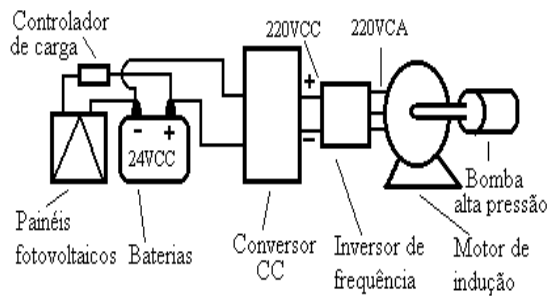 Controlador
de carga
220VCC
220VCA
+
-
- +
24VCC
Painéis
fotovoltaicos
Baterias
Conversor
CC
Inversor de
frequência
Motor de
indução
Bomba
alta pressão